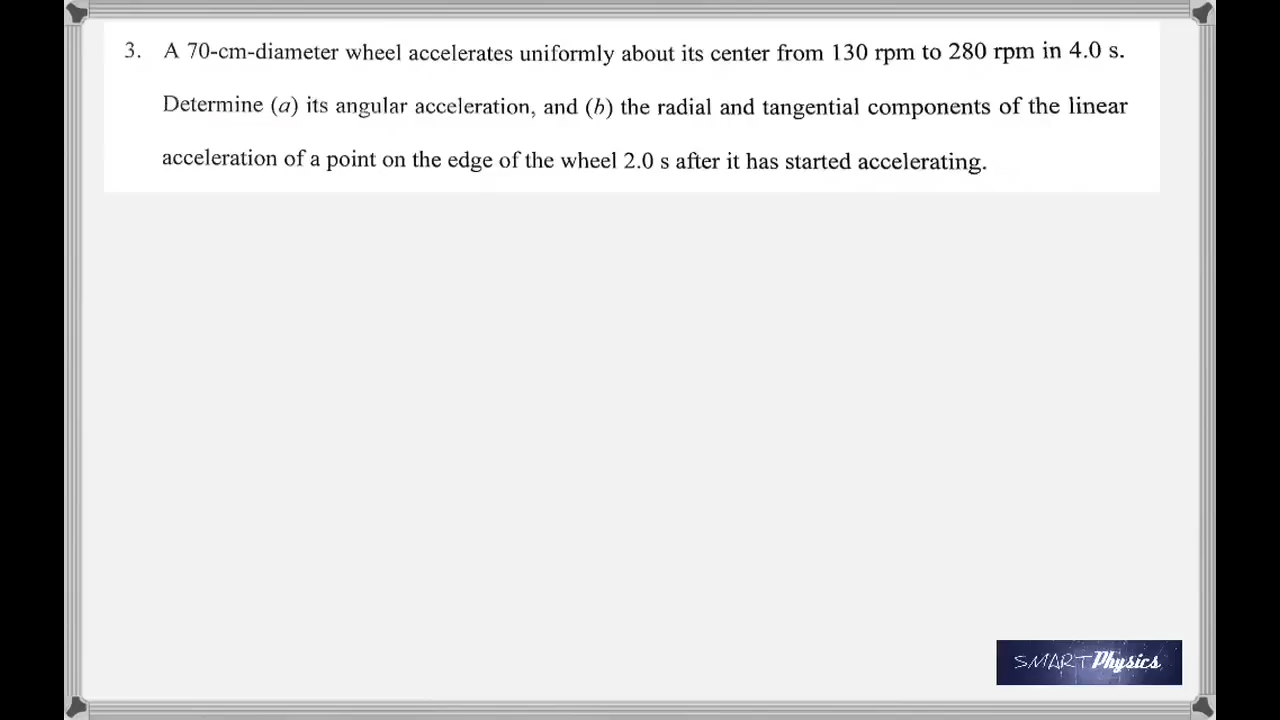 3. A 70-cm-diameter wheel accelerates uniformly about its center from 130 rpm to 280 rpm in 4.0 s.
Determine (a) its angular acceleration, and (b) the radial and tangential components of the linear
acceleration of a point on the edge of the wheel 2.0 s after it has started accelerating.
SMART Physics